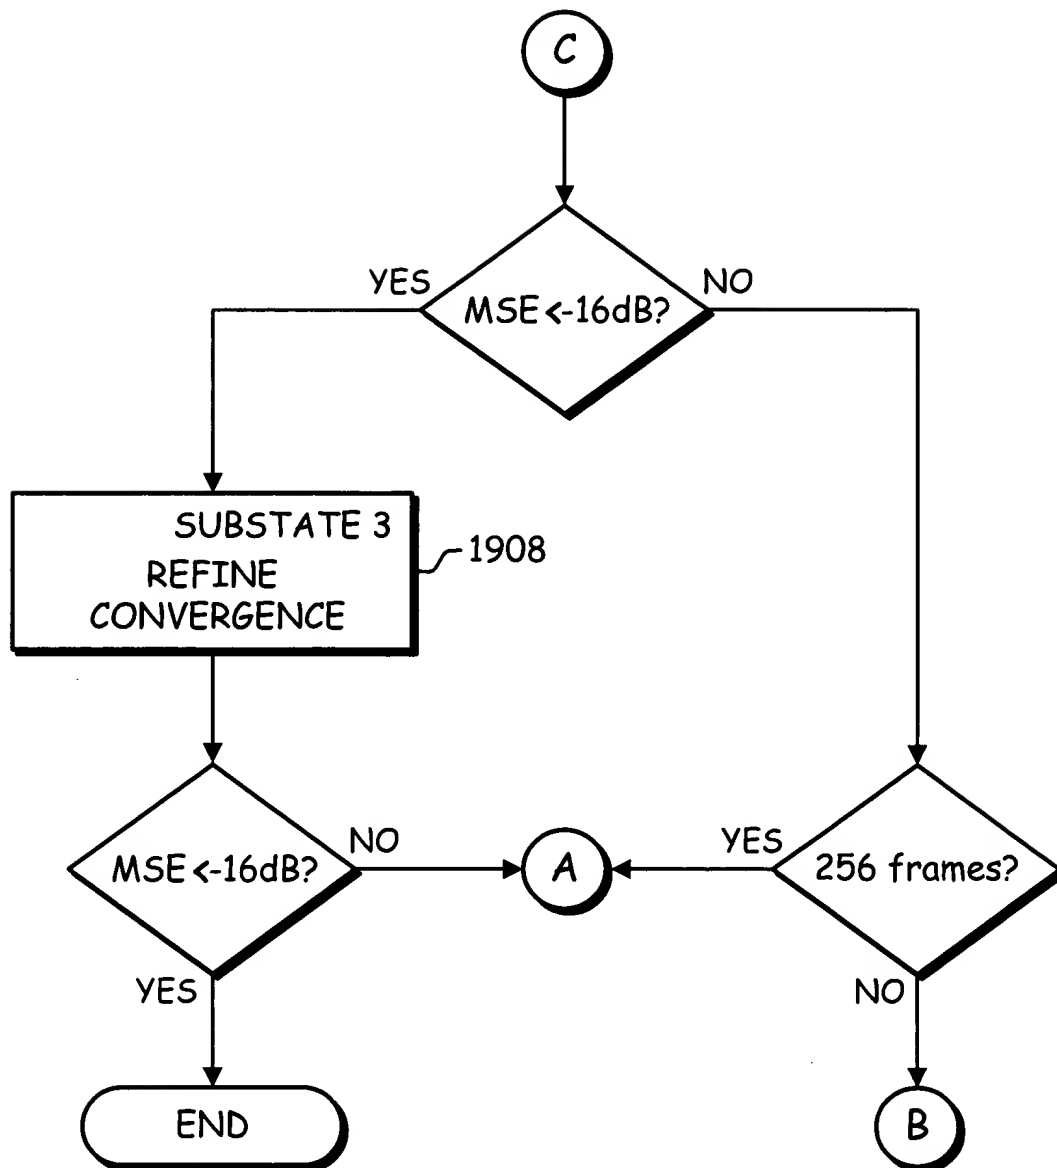 C
YES
NO
MSE<-16dB?
SUBSTATE 3
REFINE
CONVERGENCE
1908
MSE<-16dB?
NO
YES
A
YES
256 frames?
NO
END
B